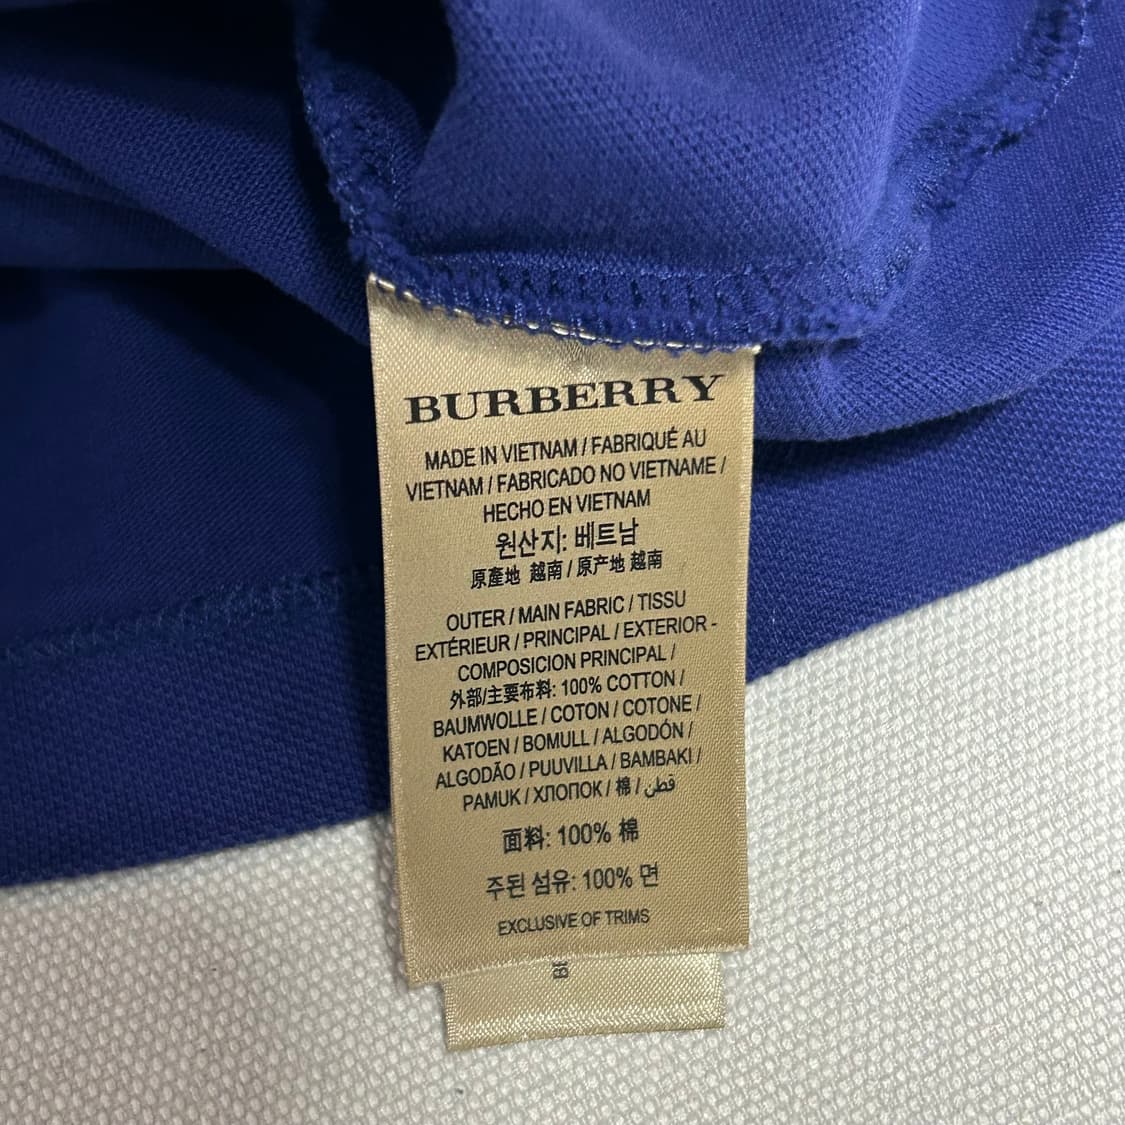 BURBERRY
MADE IN VIETNAM / FABRIQUÉ AU
VIETNAM / FABRICADO NO VIETNAME /
HECHO EN VIETNAM
원산지: 베트남
原產地 越南 / 原产地 越南
OUTER / MAIN FABRIC / TISSU
EXTÉRIEUR / PRINCIPAL / EXTERIOR -
COMPOSICION PRINCIPAL /
外部/主要布料: 100% COTTON /
BAUMWOLLE / COTON / COTONE /
KATOEN / BOMULL / ALGODÓN /
ALGODÃO / PUUVILLA / BAMBAKI /
PAMUK / ХЛОПОК / 棉 / قطن
面料: 100% 棉
주된 섬유: 100% 면
EXCLUSIVE OF TRIMS